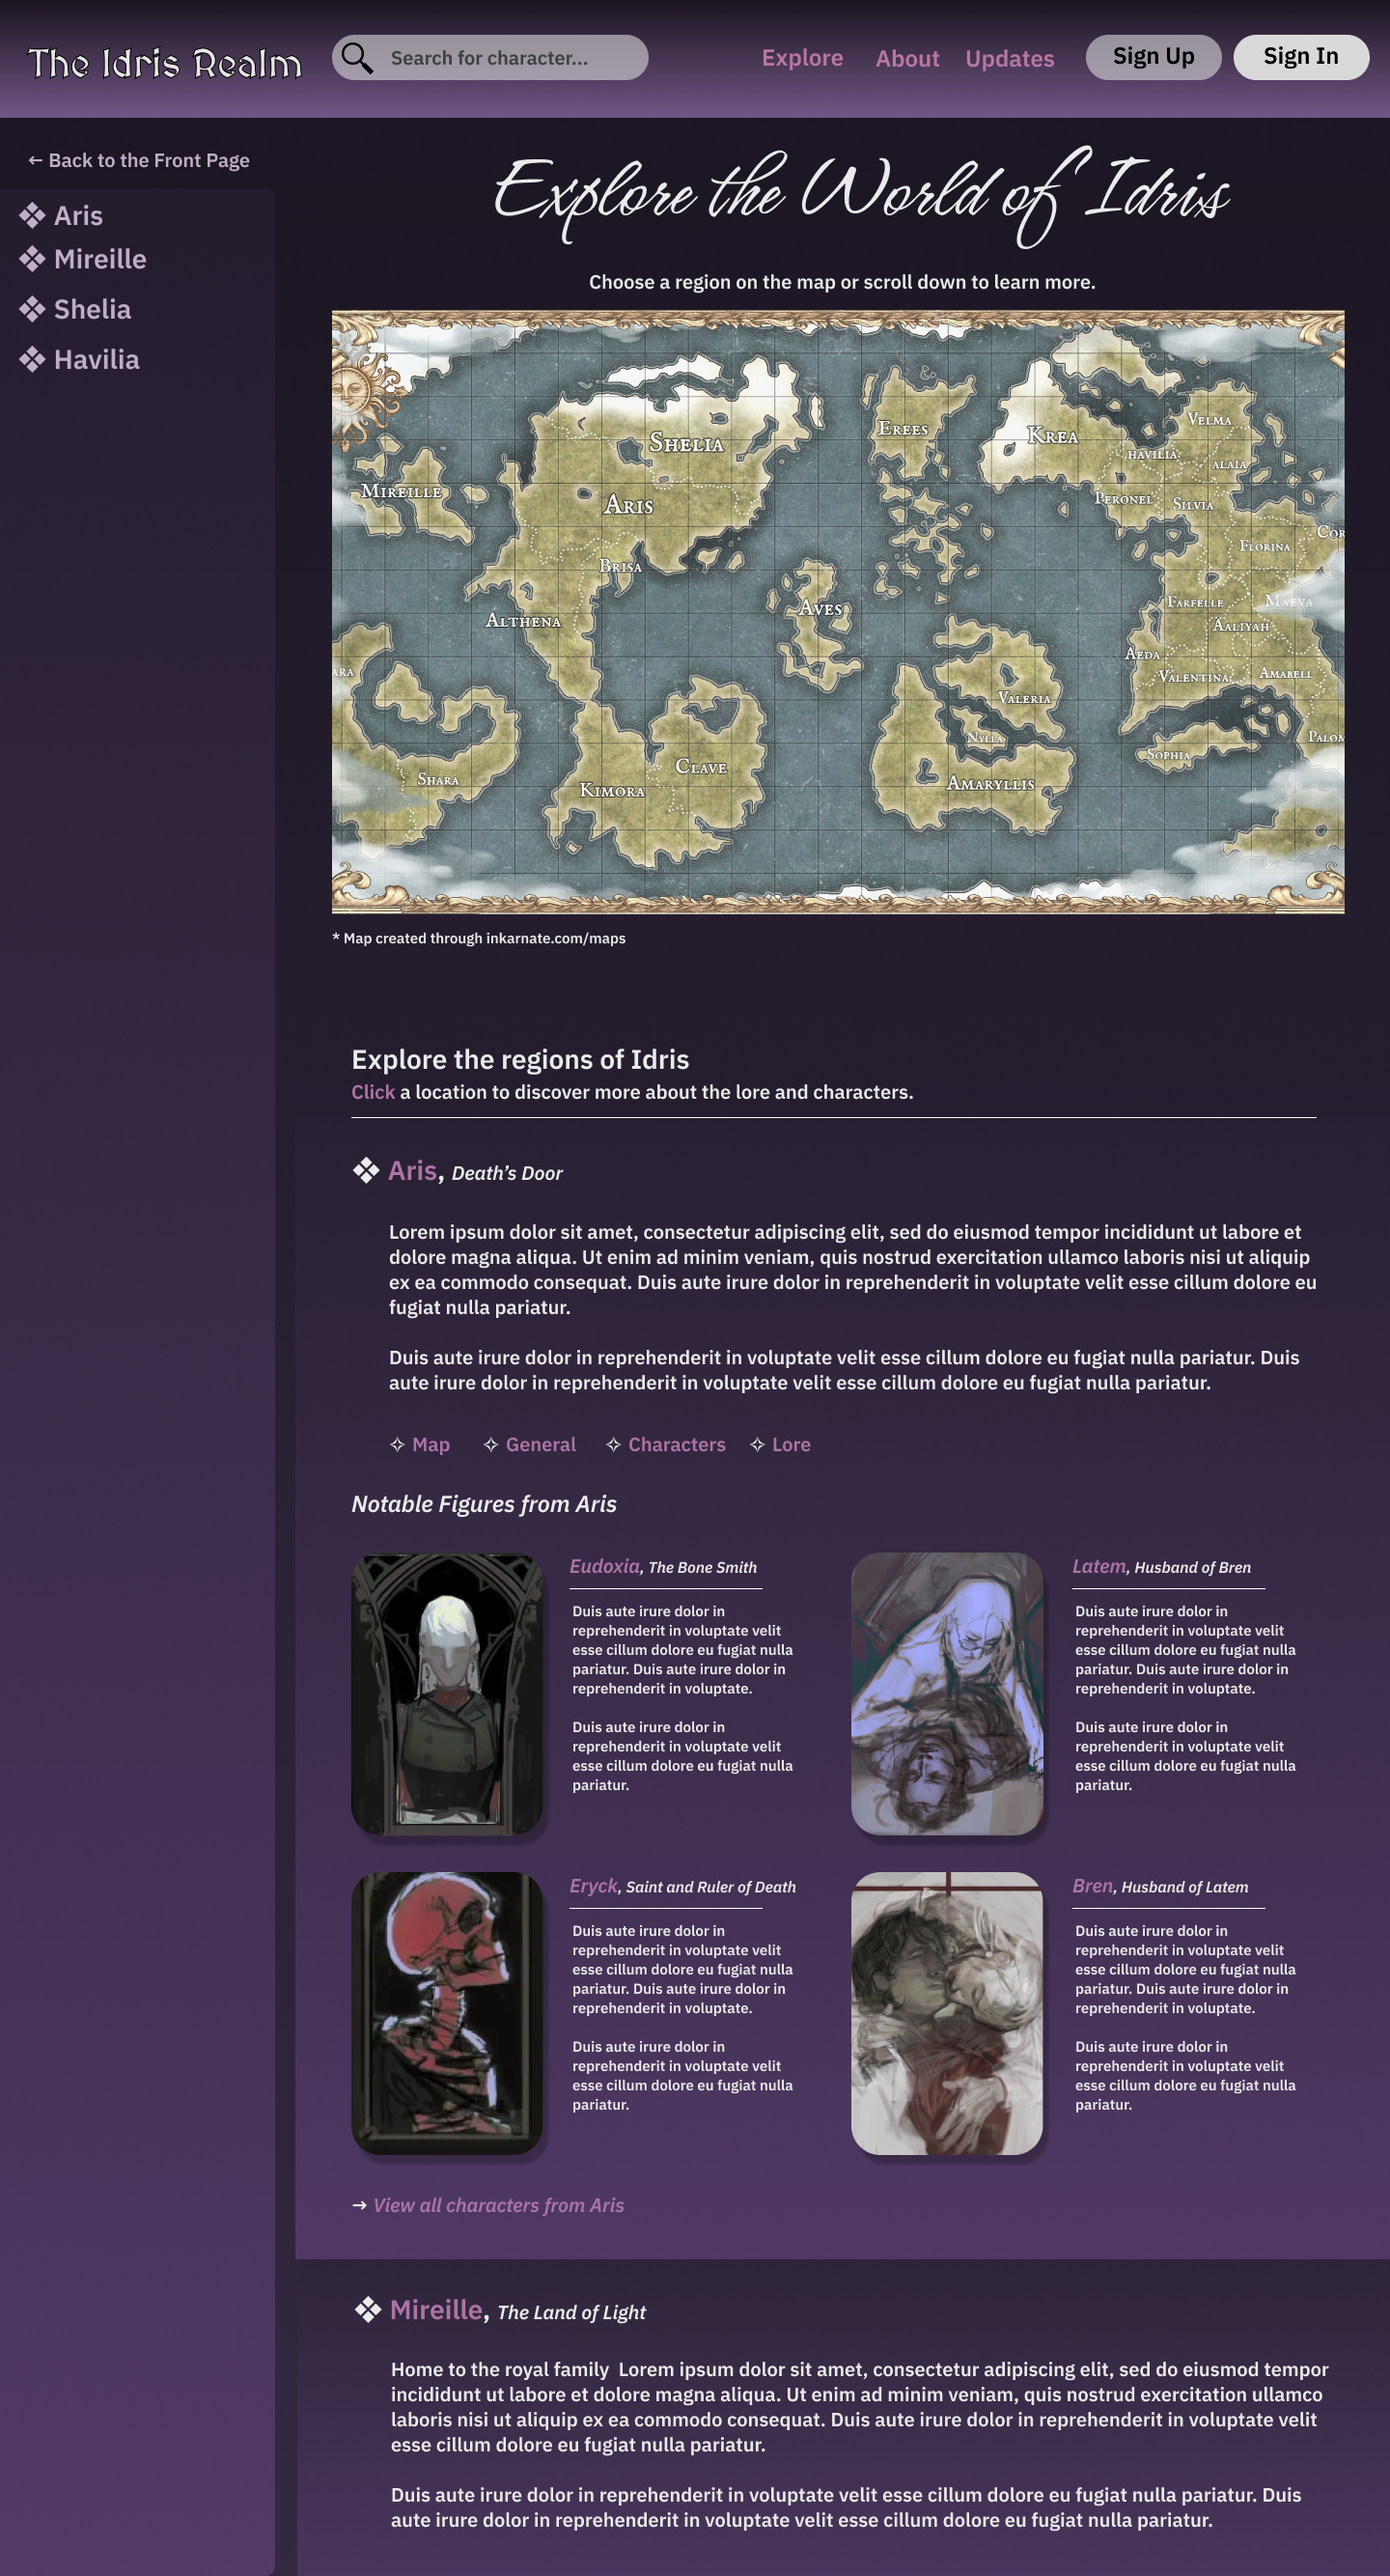 The Idris Realm
Search for character...
Explore
About
Updates
Sign Up
Sign In
← Back to the Front Page
❖ Aris
❖ Mireille
❖ Shelia
❖ Havilia
Explore the World of Idris
Choose a region on the map or scroll down to learn more.
Shelia
Erees
Krea
Velma
Havilia
Alaia
Mireille
Aris
Peronel
Silvia
Cor
Florina
Brisa
Farfelle
Maeva
Aves
Althena
Aaliyah
Aeda
ara
Valentina
Amabell
Valeria
Nylla
Palom
Sophia
Clave
Shara
Kimora
Amaryllis
* Map created through inkarnate.com/maps
Explore the regions of Idris
Click a location to discover more about the lore and characters.
❖ Aris, Death’s Door
Lorem ipsum dolor sit amet, consectetur adipiscing elit, sed do eiusmod tempor incididunt ut labore et
dolore magna aliqua. Ut enim ad minim veniam, quis nostrud exercitation ullamco laboris nisi ut aliquip
ex ea commodo consequat. Duis aute irure dolor in reprehenderit in voluptate velit esse cillum dolore eu
fugiat nulla pariatur.
Duis aute irure dolor in reprehenderit in voluptate velit esse cillum dolore eu fugiat nulla pariatur. Duis
aute irure dolor in reprehenderit in voluptate velit esse cillum dolore eu fugiat nulla pariatur.
✧ Map ✧ General ✧ Characters ✧ Lore
Notable Figures from Aris
Eudoxia, The Bone Smith
Duis aute irure dolor in
reprehenderit in voluptate velit
esse cillum dolore eu fugiat nulla
pariatur. Duis aute irure dolor in
reprehenderit in voluptate.
Duis aute irure dolor in
reprehenderit in voluptate velit
esse cillum dolore eu fugiat nulla
pariatur.
Latem, Husband of Bren
Duis aute irure dolor in
reprehenderit in voluptate velit
esse cillum dolore eu fugiat nulla
pariatur. Duis aute irure dolor in
reprehenderit in voluptate.
Duis aute irure dolor in
reprehenderit in voluptate velit
esse cillum dolore eu fugiat nulla
pariatur.
Eryck, Saint and Ruler of Death
Duis aute irure dolor in
reprehenderit in voluptate velit
esse cillum dolore eu fugiat nulla
pariatur. Duis aute irure dolor in
reprehenderit in voluptate.
Duis aute irure dolor in
reprehenderit in voluptate velit
esse cillum dolore eu fugiat nulla
pariatur.
Bren, Husband of Latem
Duis aute irure dolor in
reprehenderit in voluptate velit
esse cillum dolore eu fugiat nulla
pariatur. Duis aute irure dolor in
reprehenderit in voluptate.
Duis aute irure dolor in
reprehenderit in voluptate velit
esse cillum dolore eu fugiat nulla
pariatur.
→ View all characters from Aris
❖ Mireille, The Land of Light
Home to the royal family  Lorem ipsum dolor sit amet, consectetur adipiscing elit, sed do eiusmod tempor
incididunt ut labore et dolore magna aliqua. Ut enim ad minim veniam, quis nostrud exercitation ullamco
laboris nisi ut aliquip ex ea commodo consequat. Duis aute irure dolor in reprehenderit in voluptate velit
esse cillum dolore eu fugiat nulla pariatur.
Duis aute irure dolor in reprehenderit in voluptate velit esse cillum dolore eu fugiat nulla pariatur. Duis
aute irure dolor in reprehenderit in voluptate velit esse cillum dolore eu fugiat nulla pariatur.